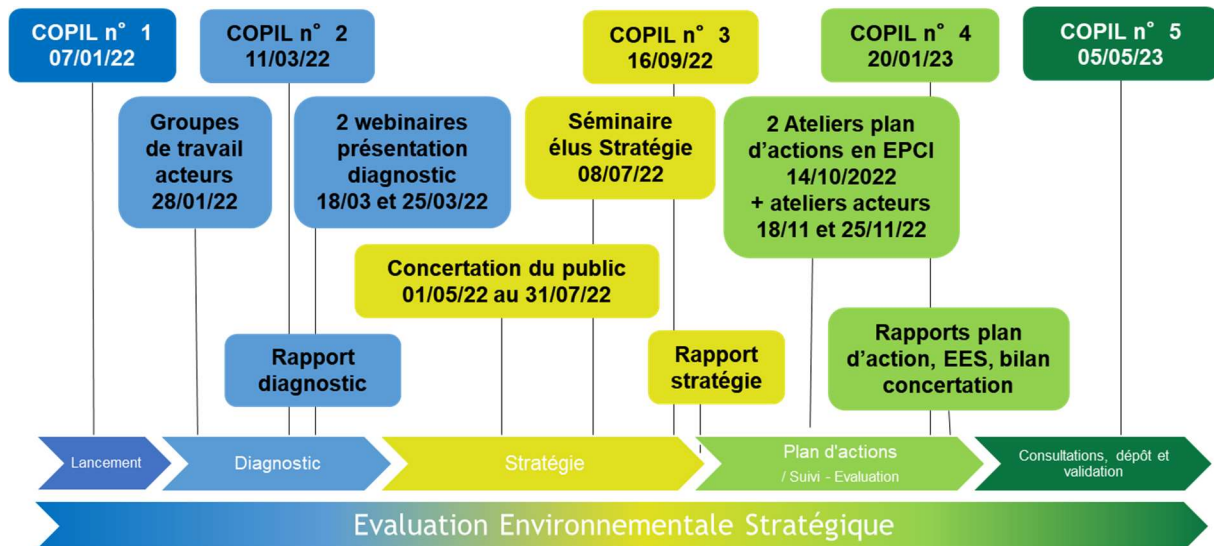 COPIL n° 1
07/01/22
COPIL n° 2
11/03/22
COPIL n° 3
16/09/22
COPIL n° 4
20/01/23
COPIL n° 5
05/05/23
Groupes
de travail
acteurs
28/01/22
2 webinaires
présentation
diagnostic
18/03 et 25/03/22
Séminaire
élus Stratégie
08/07/22
2 Ateliers plan
d'actions en EPCI
14/10/2022
+ ateliers acteurs
18/11 et 25/11/22
Concertation du public
01/05/22 au 31/07/22
Rapport
diagnostic
Rapport
stratégie
Rapports plan
d'action, EES, bilan
concertation
Lancement
Diagnostic
Stratégie
Plan d'actions
/ Suivi - Evaluation
Consultations, dépôt et
validation
Evaluation Environnementale Stratégique